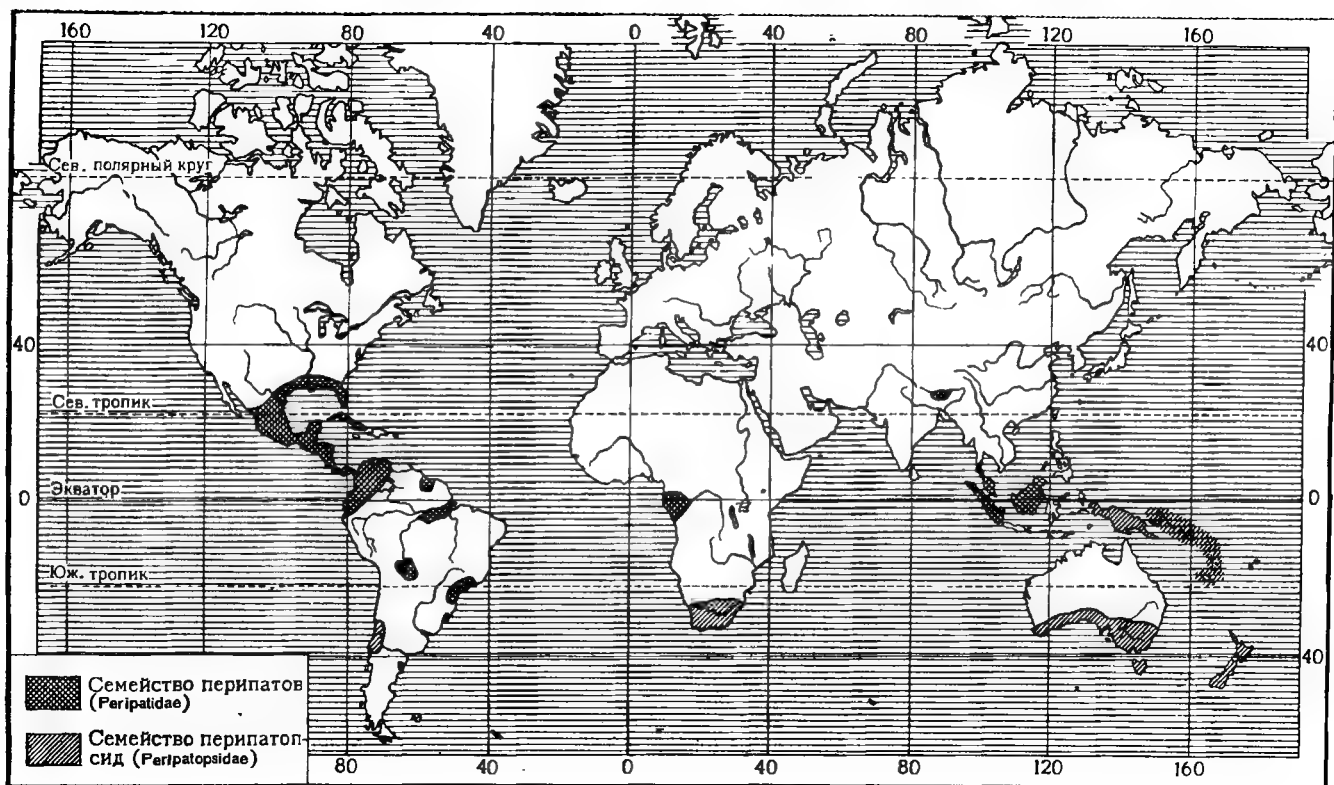 160 120 80 40 0 40 80 120 160
Сев. полярный круг
40 40
Сев. тропик
Экватор
0 0
Юж. тропик
40
Семейство перипатов
(Peripatidae)
Семейство перипатоп-
сид (Peripatopsidae)
80 40 0 40 80 120 160